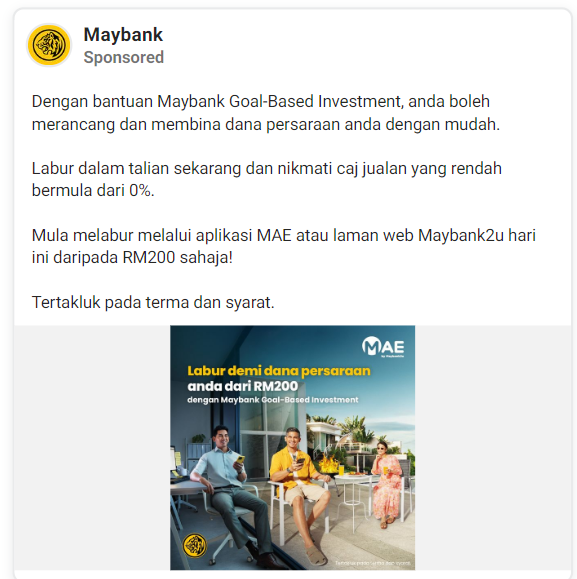 Maybank
Sponsored
Dengan bantuan Maybank Goal-Based Investment, anda boleh
merancang dan membina dana persaraan anda dengan mudah.
Labur dalam talian sekarang dan nikmati caj jualan yang rendah
bermula dari 0%.
Mula melabur melalui aplikasi MAE atau laman web Maybank2u hari
ini daripada RM200 sahaja!
Tertakluk pada terma dan syarat.
MAE
by Maybank2u
Labur demi dana persaraan
anda dari RM200
dengan Maybank Goal-Based Investment